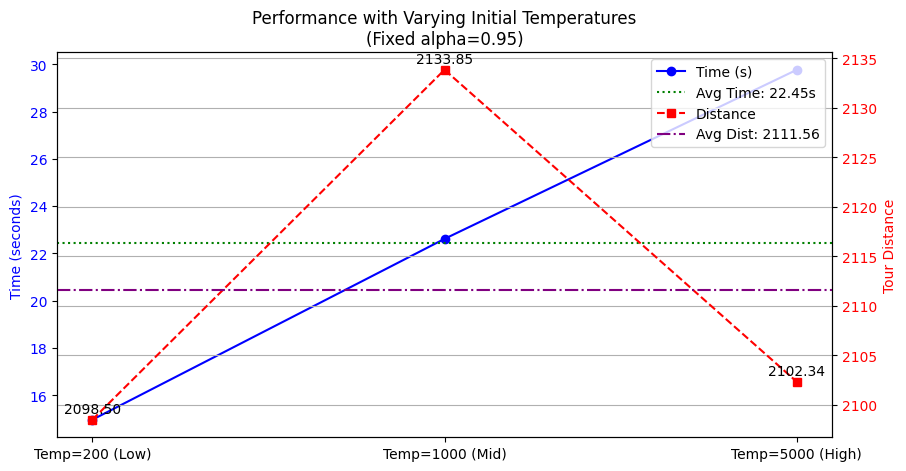 Performance with Varying Initial Temperatures
(Fixed alpha=0.95)
Time (seconds)
30
28
26
24
22
20
18
16
2098.50
2133.85
2102.34
Time (s)
Avg Time: 22.45s
Distance
Avg Dist: 2111.56
2135
2130
2125
2120
2115
2110
2105
2100
Tour Distance
Temp=200 (Low)
Temp=1000 (Mid)
Temp=5000 (High)